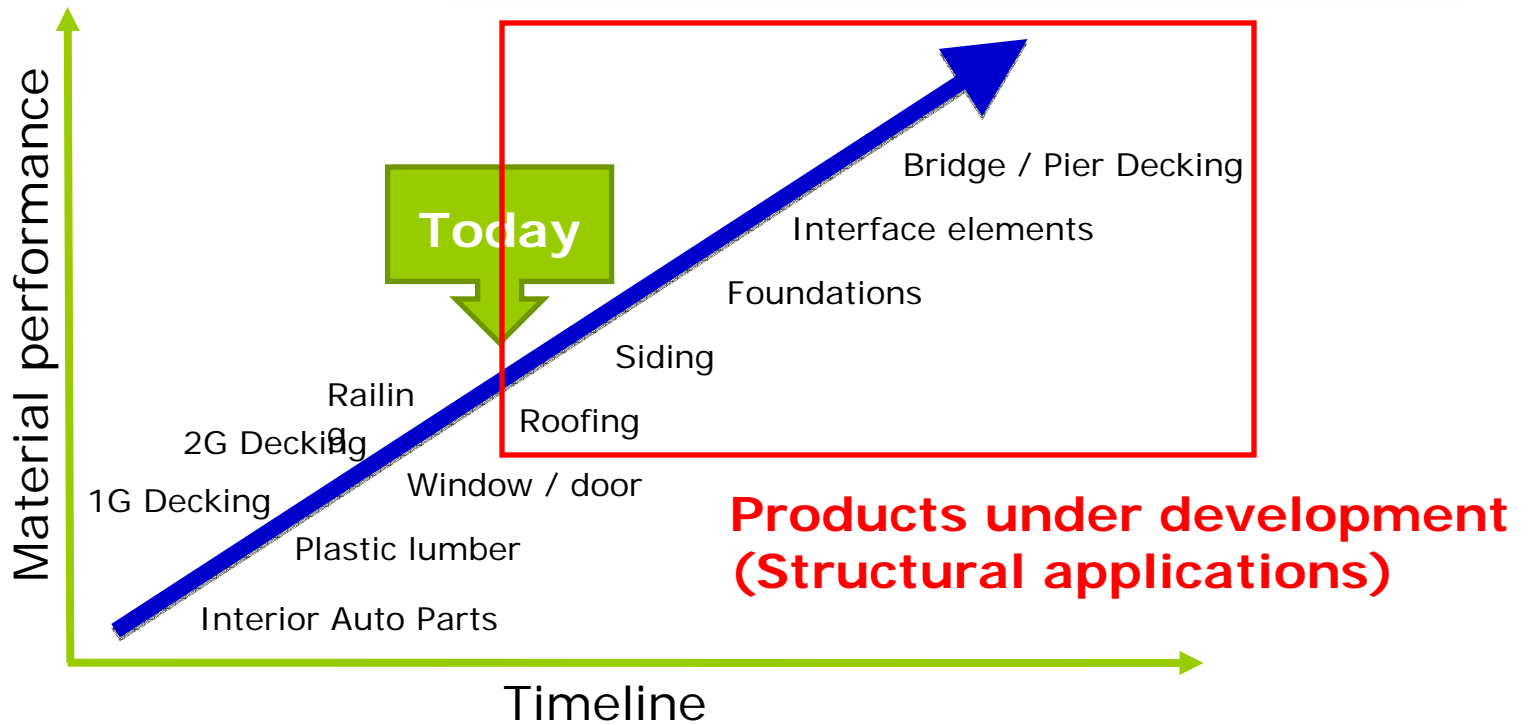 Material performance
Today
Bridge / Pier Decking
Interface elements
Foundations
Siding
Roofing
Railin
g
2G Decking
1G Decking
Window / door
Plastic lumber
Interior Auto Parts
Products under development
(Structural applications)
Timeline